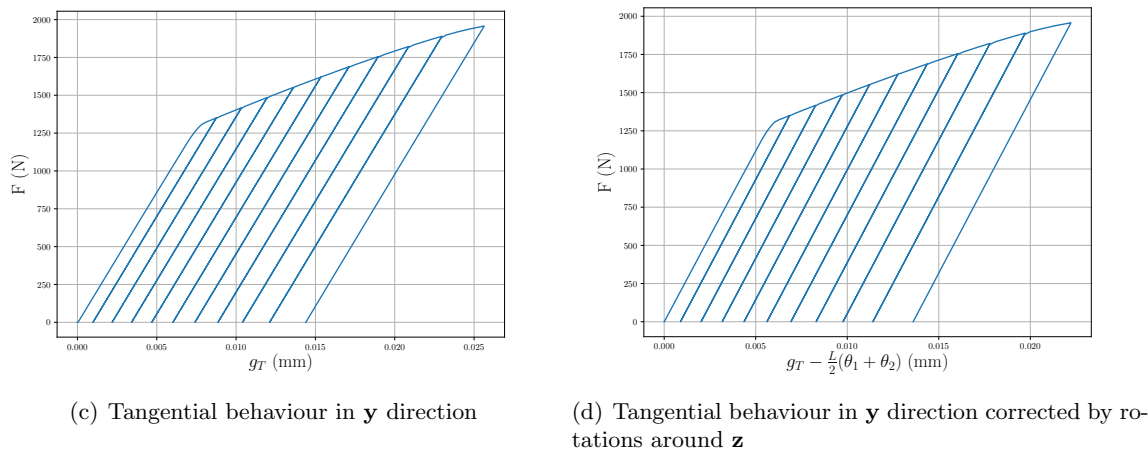 2000
1750
1500
1250
1000
750
500
250
0
F (N)
0.000 0.005 0.010 0.015 0.020 0.025
g_T (mm)
2000
1750
1500
1250
1000
750
500
250
0
F (N)
0.000 0.005 0.010 0.015 0.020
g_T − L/2(θ_1 + θ_2) (mm)
(c) Tangential behaviour in y direction
(d) Tangential behaviour in y direction corrected by ro-
tations around z